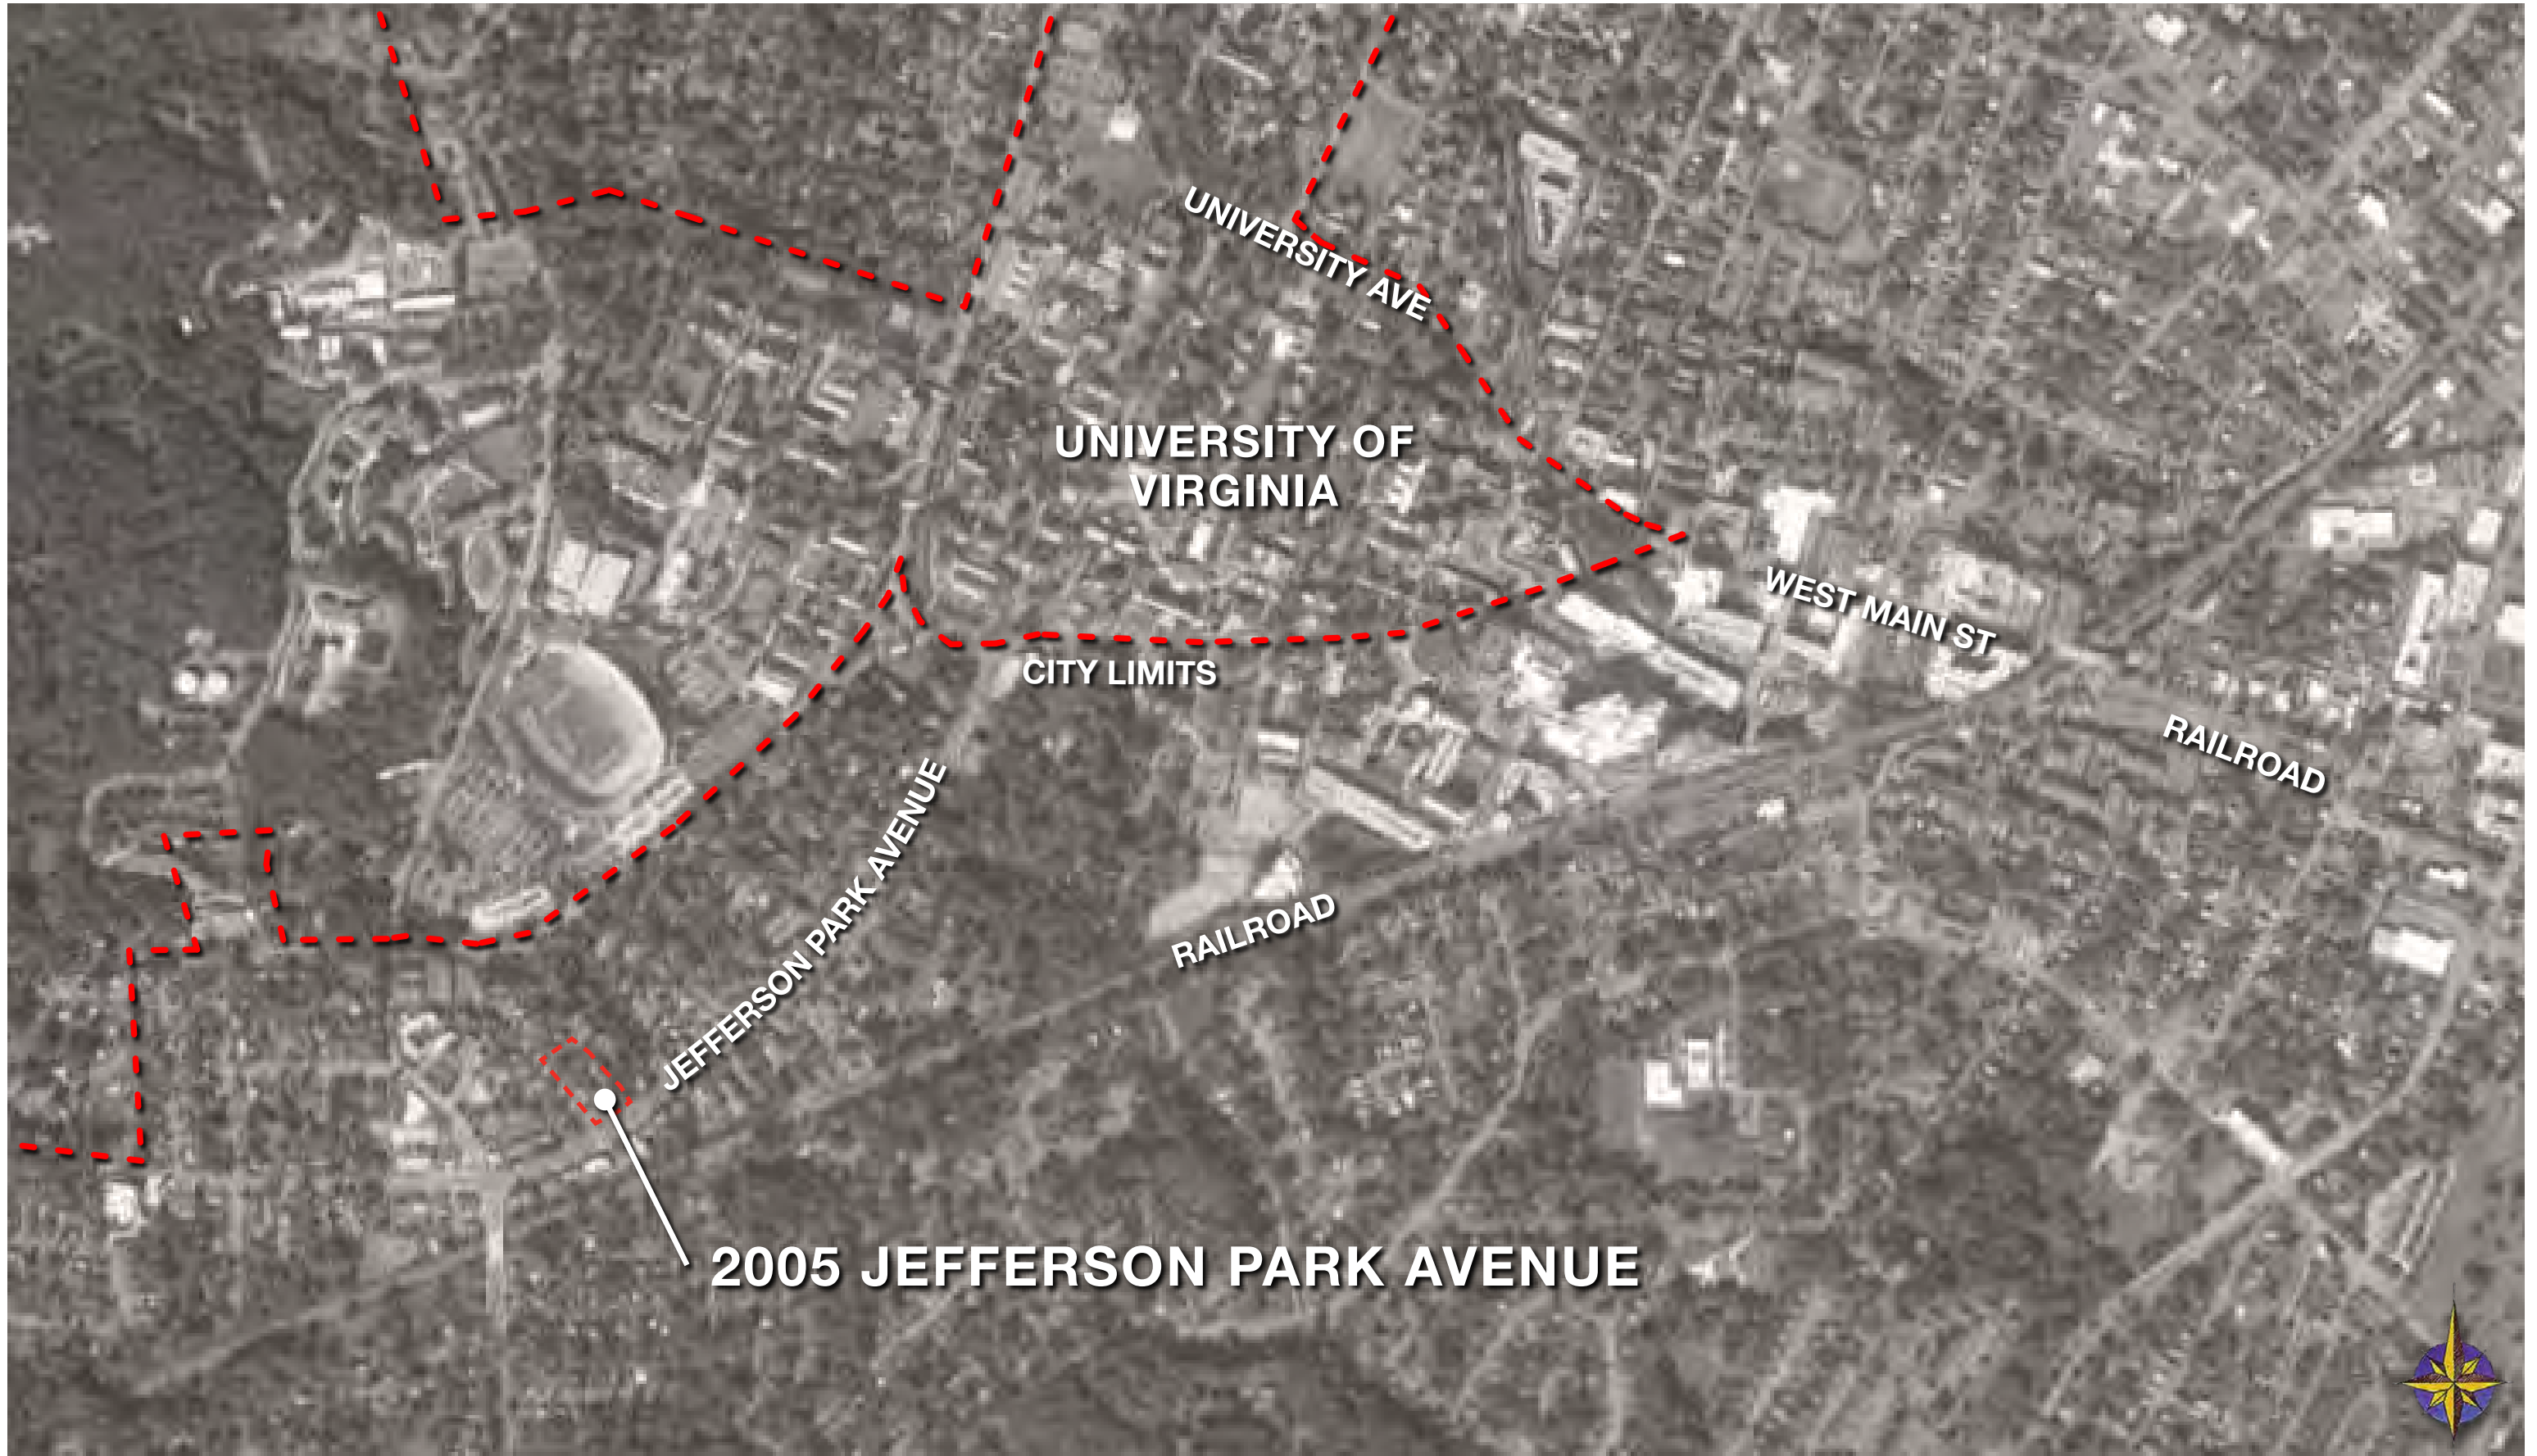 UNIVERSITY AVE
UNIVERSITY OF
VIRGINIA
WEST MAIN ST
CITY LIMITS
RAILROAD
JEFFERSON PARK AVENUE
RAILROAD
2005 JEFFERSON PARK AVENUE